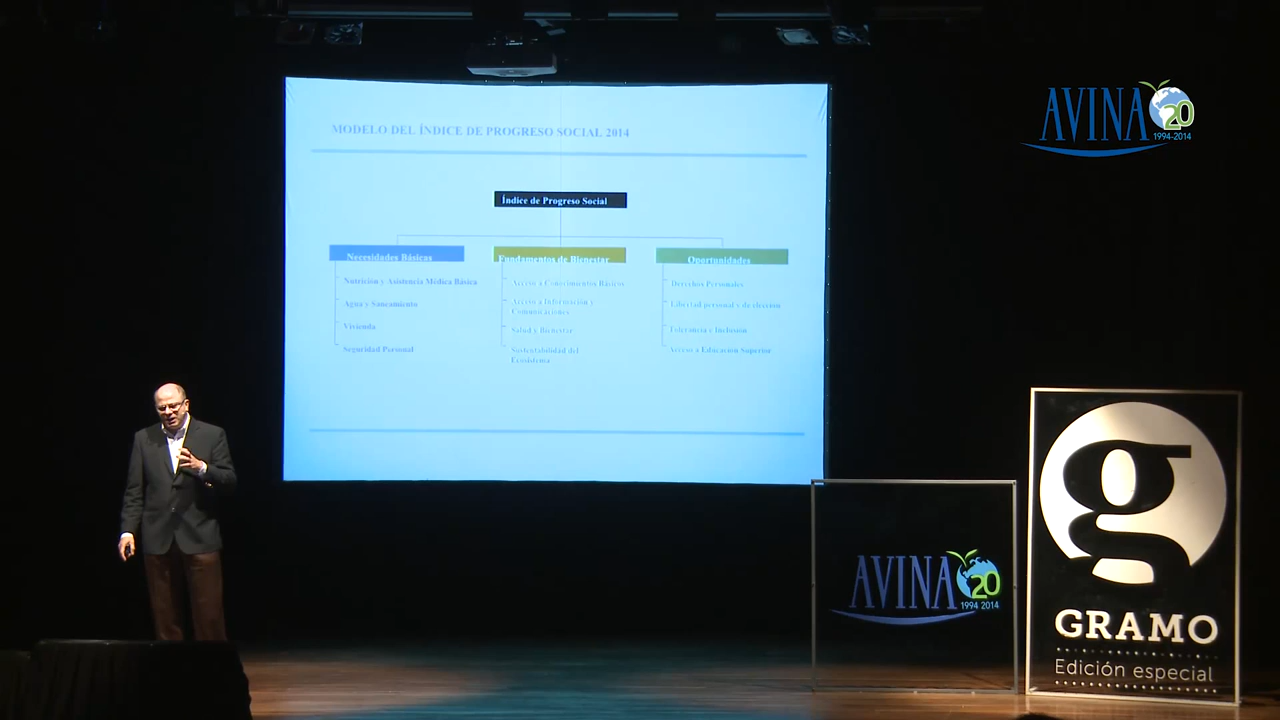 MODELO DEL ÍNDICE DE PROGRESO SOCIAL 2014
Índice de Progreso Social
Necesidades Básicas
Nutrición y Asistencia Médica Básica
Agua y Saneamiento
Vivienda
Seguridad Personal
Fundamentos de Bienestar
Acceso a Conocimientos Básicos
Acceso a Información y
Comunicaciones
Salud y Bienestar
Sustentabilidad del
Ecosistema
Oportunidades
Derechos Personales
Libertad personal y de elección
Tolerancia y Inclusión
Acceso a Educación Superior
AVINA 20
1994-2014
AVINA 20
1994 2014
g
GRAMO
Edición especial